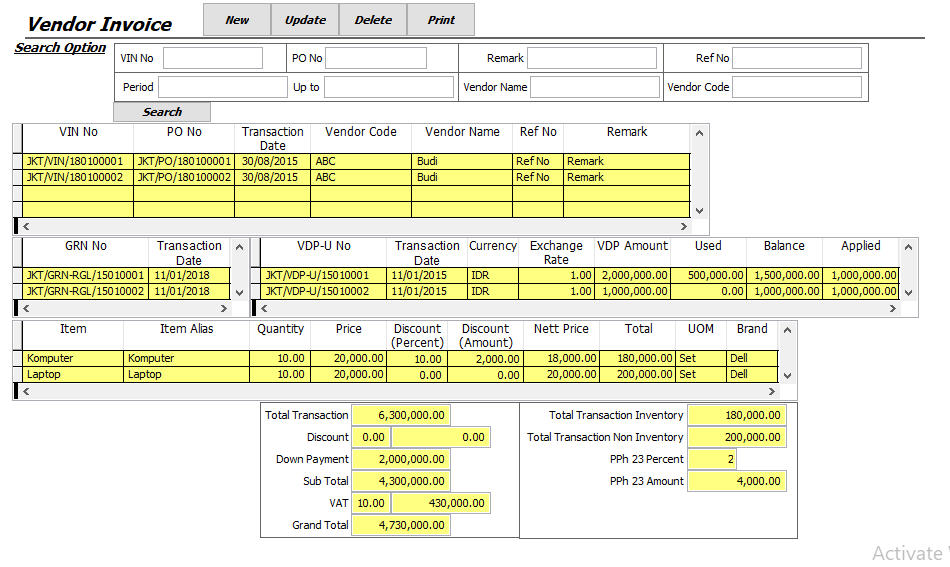 Vendor Invoice New Update Delete Print
Search Option
VIN No PO No Remark Ref No
Period Up to Vendor Name Vendor Code
Search
VIN No PO No Transaction Date Vendor Code Vendor Name Ref No Remark
JKT/VIN/180100001 JKT/PO/180100001 30/08/2015 ABC Budi Ref No Remark
JKT/VIN/180100002 JKT/PO/180100002 30/08/2015 ABC Budi Ref No Remark
GRN No Transaction Date VDP-U No Transaction Date Currency Exchange Rate VDP Amount Used Balance Applied
JKT/GRN-RGL/15010001 11/01/2018 JKT/VDP-U/15010001 11/01/2015 IDR 1.00 2,000,000.00 500,000.00 1,500,000.00 1,000,000.00
JKT/GRN-RGL/15010002 11/01/2018 JKT/VDP-U/15010002 11/01/2015 IDR 1.00 1,000,000.00 0.00 1,000,000.00 1,000,000.00
Item Item Alias Quantity Price Discount (Percent) Discount (Amount) Nett Price Total UOM Brand
Komputer Komputer 10.00 20,000.00 10.00 2,000.00 18,000.00 180,000.00 Set Dell
Laptop Laptop 10.00 20,000.00 0.00 0.00 20,000.00 200,000.00 Set Dell
Total Transaction 6,300,000.00 Total Transaction Inventory 180,000.00
Discount 0.00 0.00 Total Transaction Non Inventory 200,000.00
Down Payment 2,000,000.00 PPh 23 Percent 2
Sub Total 4,300,000.00 PPh 23 Amount 4,000.00
VAT 10.00 430,000.00
Grand Total 4,730,000.00
Activate